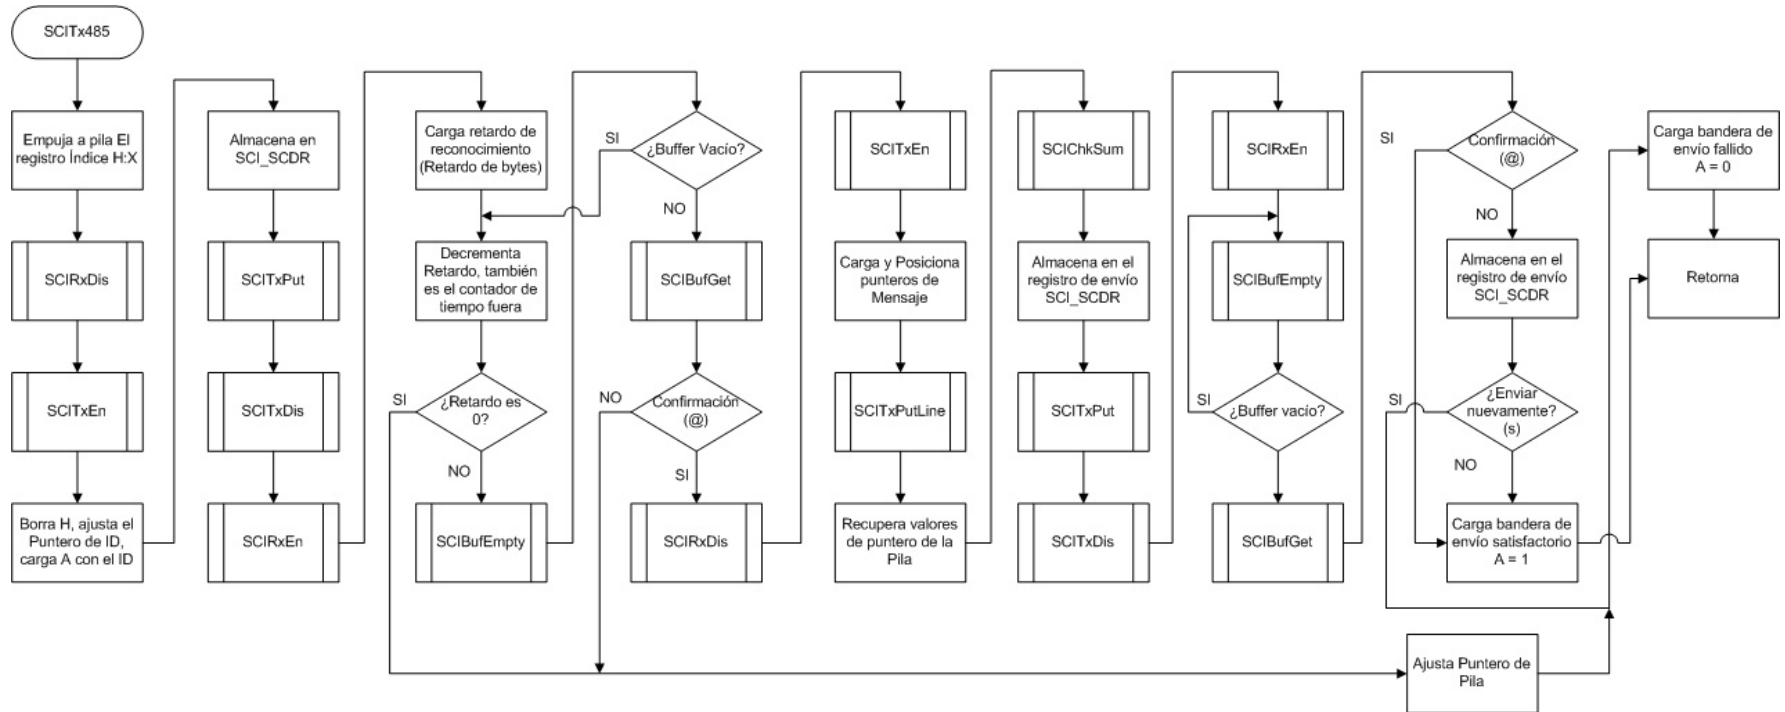 SCITx485
Empuja a pila El
registro Índice H:X
SCIRxDis
SCITxEn
Borra H, ajusta el
Puntero de ID,
carga A con el ID
Almacena en
SCI_SCDR
SCITxPut
SCITxDis
SCIRxEn
Carga retardo de
reconocimiento
(Retardo de bytes)
Decrementa
Retardo, también
es el contador de
tiempo fuera
SI
¿Retardo es
0?
NO
SCIBufEmpty
SI
¿Buffer Vacío?
NO
SCIBufGet
NO
Confirmación
(@)
SI
SCIRxDis
SCITxEn
Carga y Posiciona
punteros de
Mensaje
SCITxPutLine
Recupera valores
de puntero de la
Pila
SCIChkSum
Almacena en el
registro de envío
SCI_SCDR
SCITxPut
SCITxDis
SCIRxEn
SCIBufEmpty
SI
¿Buffer vacío?
SCIBufGet
SI
Confirmación
(@)
NO
Almacena en el
registro de envío
SCI_SCDR
SI
¿Enviar
nuevamente?
(s)
NO
Carga bandera de
envío satisfactorio
A = 1
Ajusta Puntero de
Pila
Carga bandera de
envío fallido
A = 0
Retorna